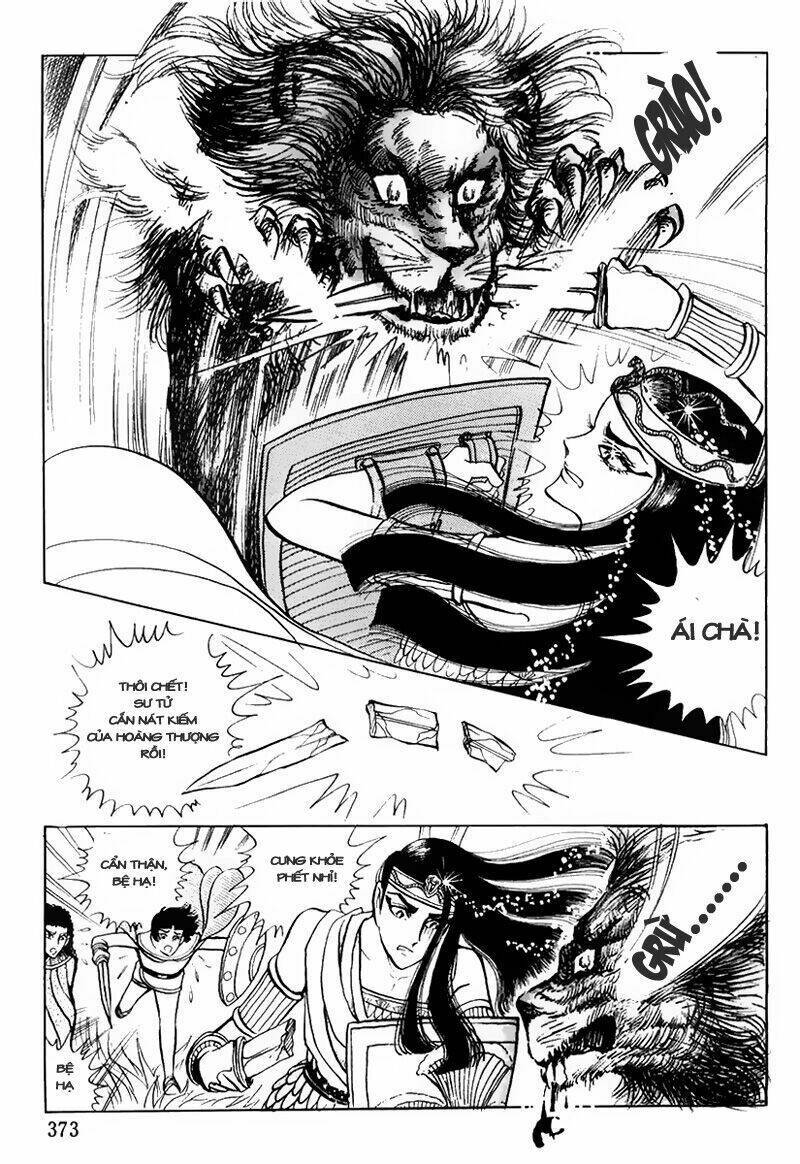 GRÀO!
ÁI CHÀ!
THÔI CHẾT!
SƯ TỬ
CẮN NÁT KIẾM
CỦA HOÀNG THƯỢNG
RỒI!
CẨN THẬN,
BỆ HẠ!
CUNG KHỎE
PHẾT NHỈ!
GRỪ.......
BỆ
HẠ
373